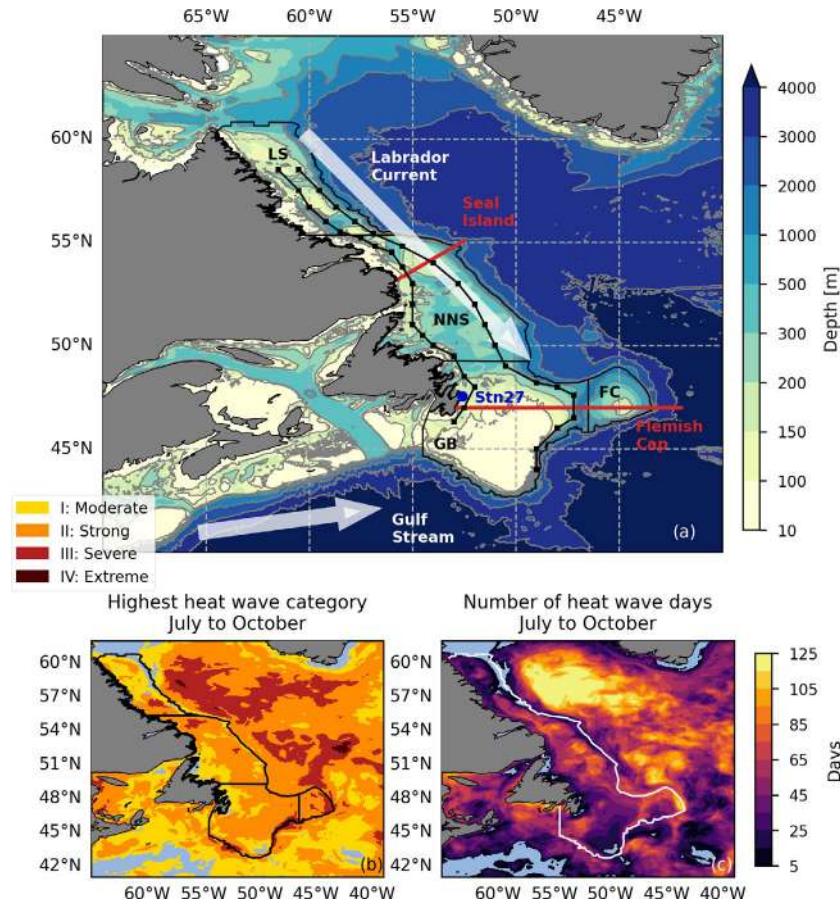 65°W 60°W 55°W 50°W 45°W
60°N
55°N
50°N
45°N
LS
Labrador
Current
Seal
Island
NNS
Stn27
FC
Flemish
Cap
GB
Gulf
Stream
(a)
4000
3000
2000
1000
500
300
200
150
100
10
Depth [m]
I: Moderate
II: Strong
III: Severe
IV: Extreme
Highest heat wave category
July to October
60°N
57°N
54°N
51°N
48°N
45°N
42°N
(b)
60°W 55°W 50°W 45°W 40°W
Number of heat wave days
July to October
60°N
57°N
54°N
51°N
48°N
45°N
42°N
(c)
60°W 55°W 50°W 45°W 40°W
125
105
85
65
45
25
5
Days